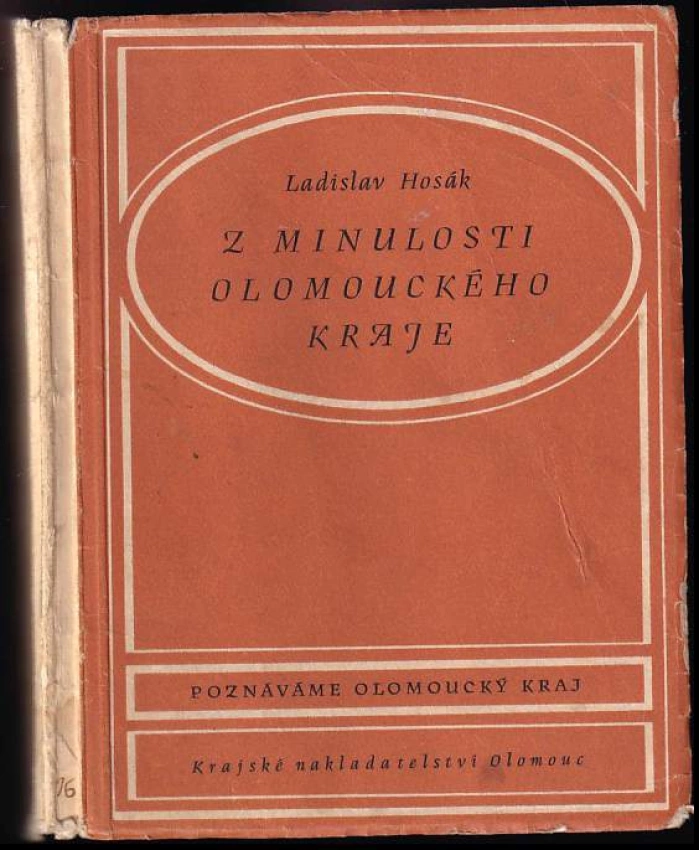 Ladislav Hosák
Z MINULOSTI
OLOMOUCKÉHO
KRAJE
POZNÁVÁME OLOMOUCKÝ KRAJ
Krajské nakladatelství Olomouc